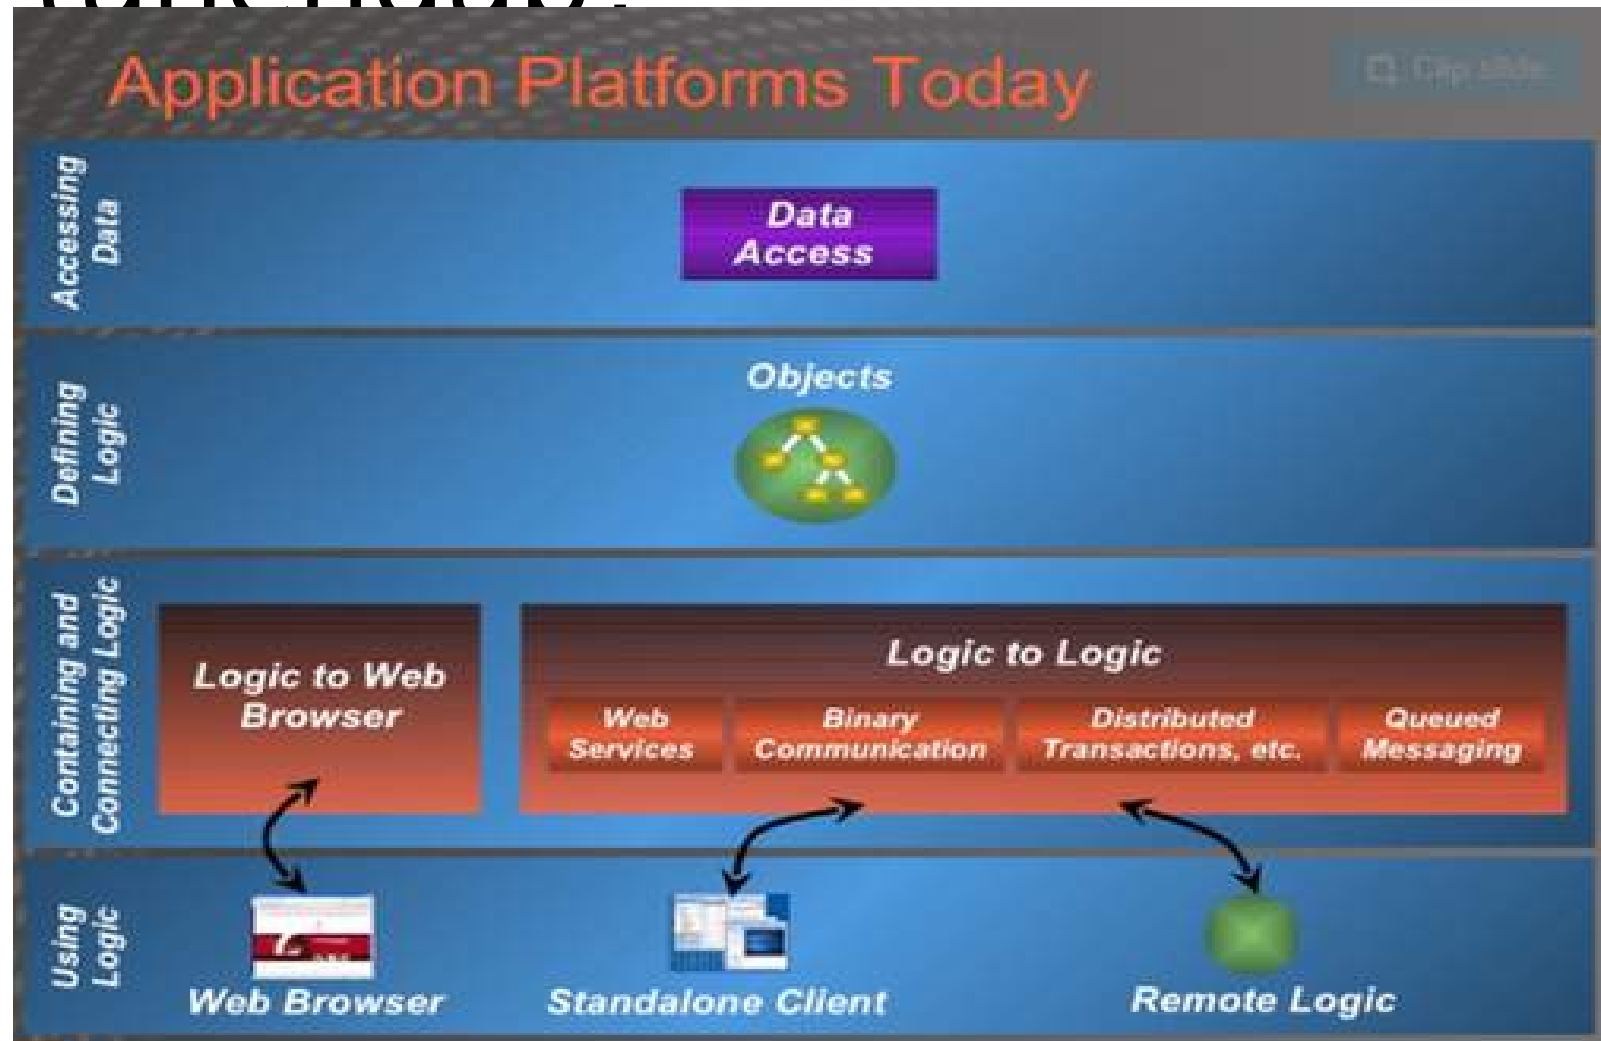 Application Platforms Today
Clip slide
Accessing
Data
Data
Access
Defining
Logic
Objects
Containing and
Connecting Logic
Logic to Web
Browser
Logic to Logic
Web
Services
Binary
Communication
Distributed
Transactions, etc.
Queued
Messaging
Using
Logic
Web Browser
Standalone Client
Remote Logic